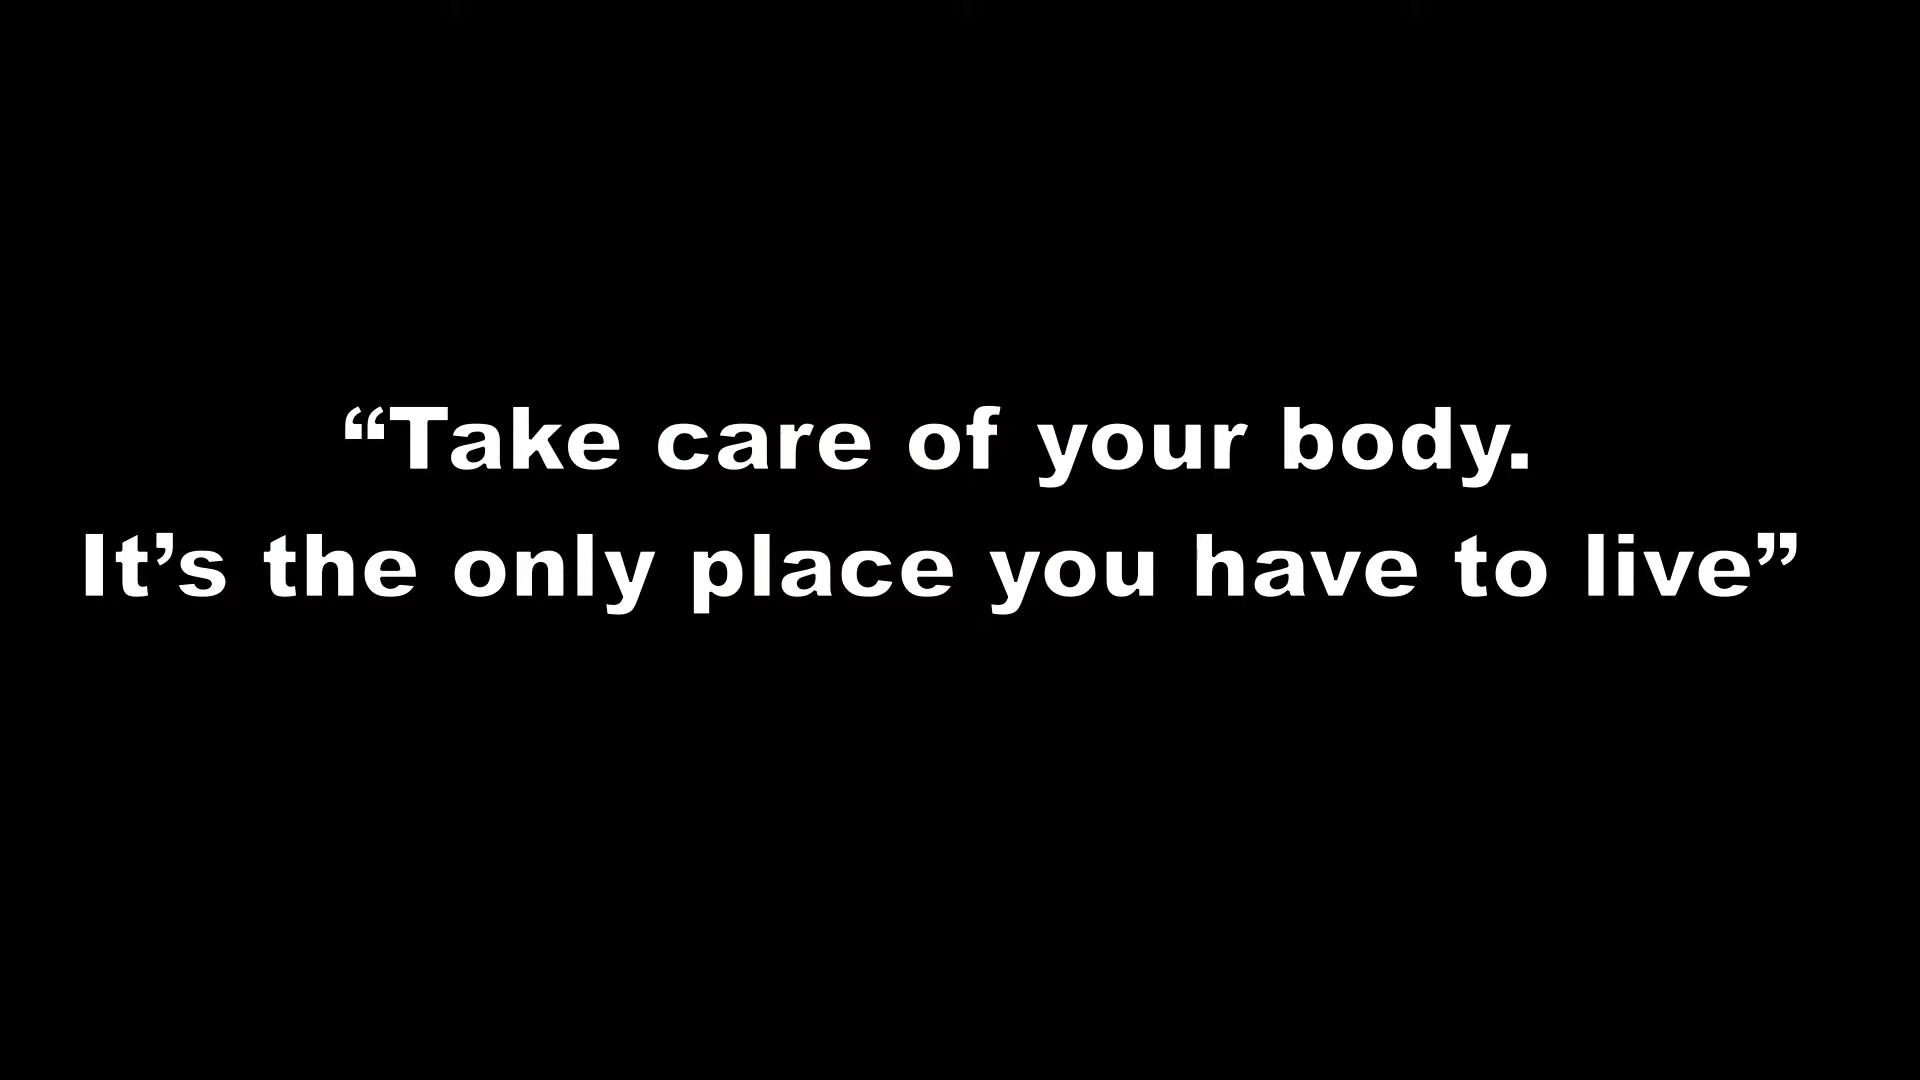 “Take care of your body.
It’s the only place you have to live”